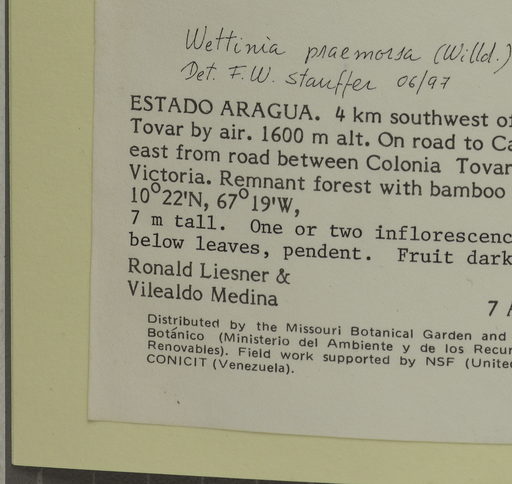 Wettinia praemorsa (Willd.)
Det. F.W. Stauffer 06/97
ESTADO ARAGUA. 4 km southwest of
Tovar by air. 1600 m alt. On road to Ca
east from road between Colonia Tovar
Victoria. Remnant forest with bamboo
10°22'N, 67°19'W,
7 m tall. One or two inflorescenc
below leaves, pendent. Fruit dark
Ronald Liesner &
Vilealdo Medina
7 A
Distributed by the Missouri Botanical Garden and
Botánico (Ministerio del Ambiente y de los Recur
Renovables). Field work supported by NSF (Unite
CONICIT (Venezuela).